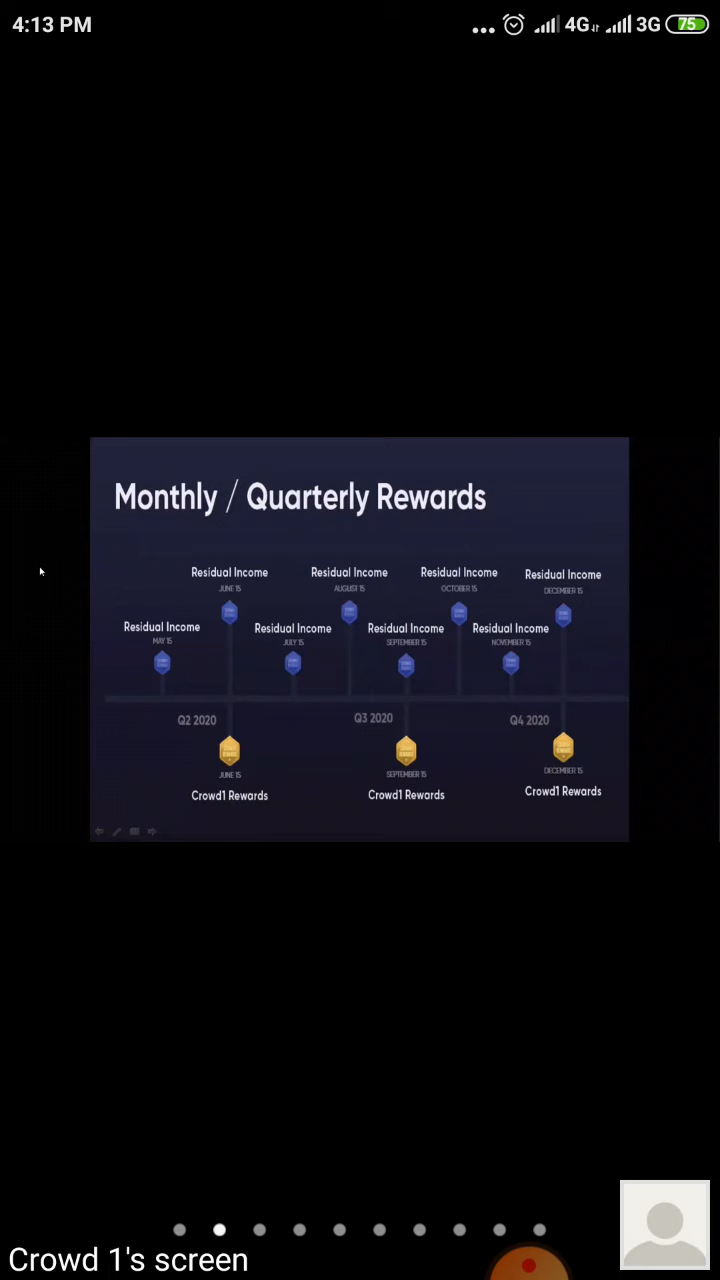 4:13 PM
4G
3G
75
Monthly / Quarterly Rewards
Residual Income
JUNE 15
Residual Income
AUGUST 15
Residual Income
OCTOBER 15
Residual Income
DECEMBER 15
Residual Income
MAY 15
Residual Income
JULY 15
Residual Income
SEPTEMBER 15
Residual Income
NOVEMBER 15
Q2 2020
Q3 2020
Q4 2020
JUNE 15
Crowd1 Rewards
SEPTEMBER 15
Crowd1 Rewards
DECEMBER 15
Crowd1 Rewards
Crowd 1's screen